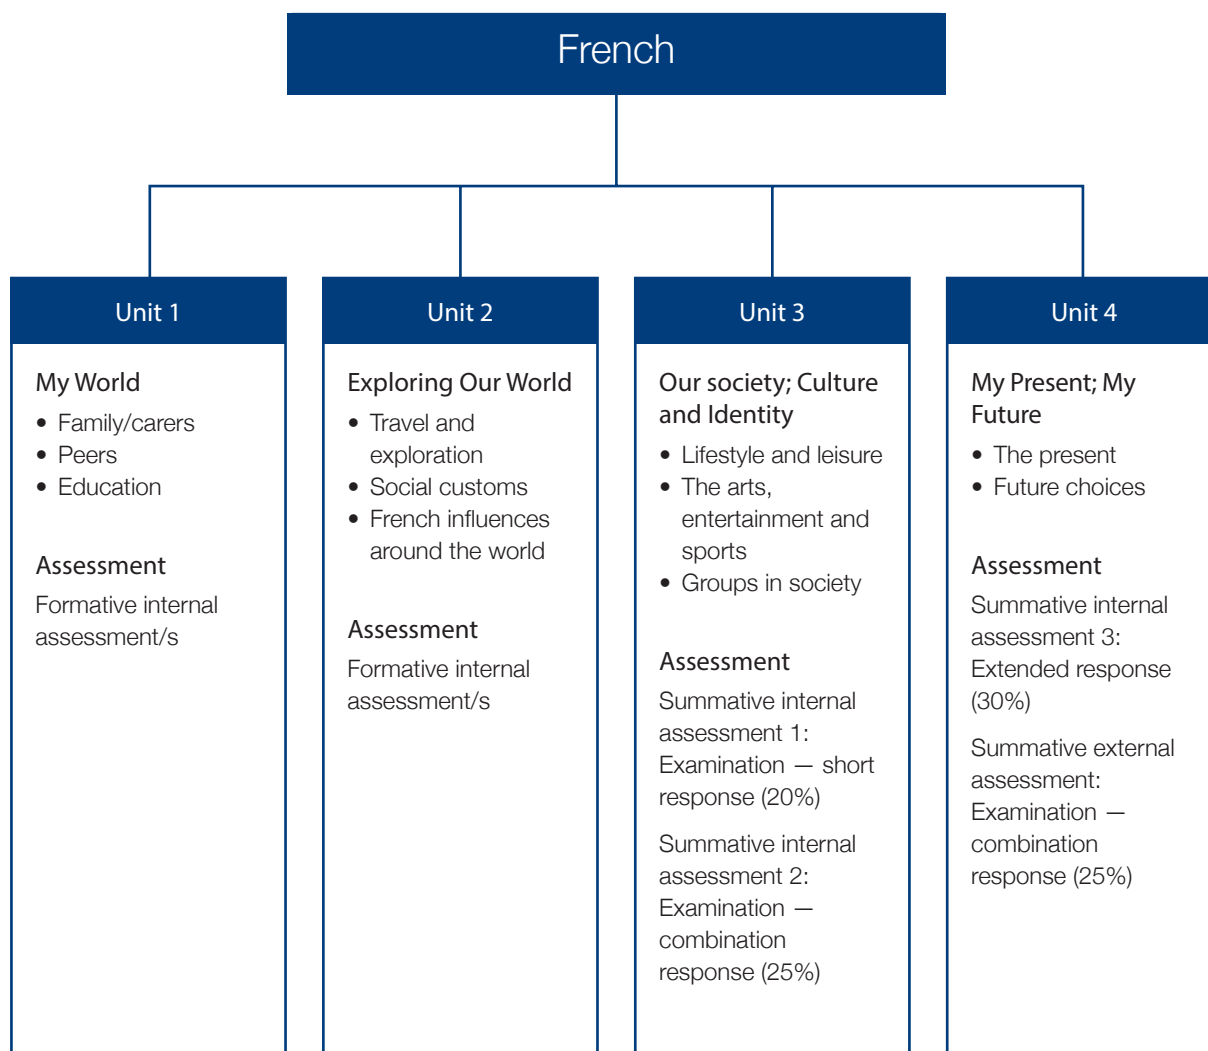 French
Unit 1
My World
• Family/carers
• Peers
• Education
Assessment
Formative internal
assessment/s
Unit 2
Exploring Our World
• Travel and
exploration
• Social customs
• French influences
around the world
Assessment
Formative internal
assessment/s
Unit 3
Our society; Culture
and Identity
• Lifestyle and leisure
• The arts,
entertainment and
sports
• Groups in society
Assessment
Summative internal
assessment 1:
Examination — short
response (20%)
Summative internal
assessment 2:
Examination —
combination
response (25%)
Unit 4
My Present; My
Future
• The present
• Future choices
Assessment
Summative internal
assessment 3:
Extended response
(30%)
Summative external
assessment:
Examination —
combination
response (25%)